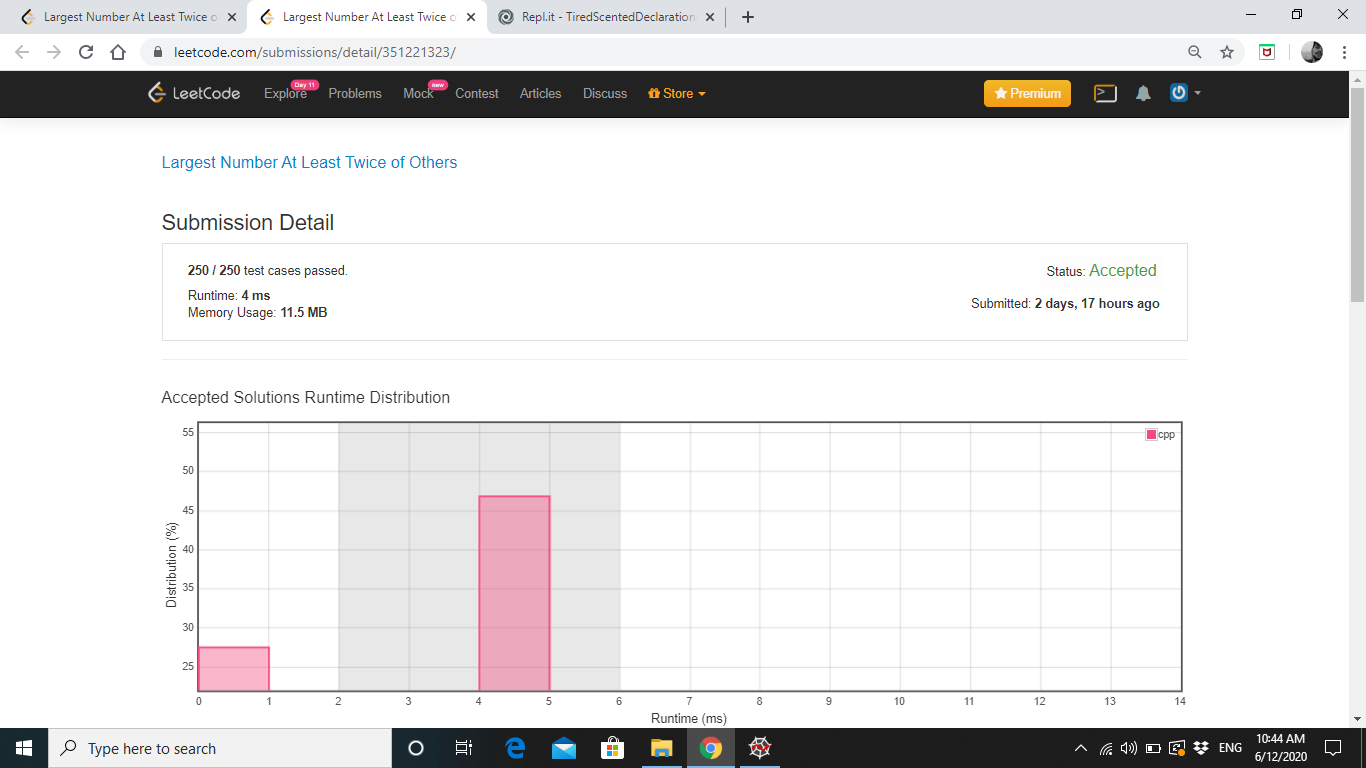 Largest Number At Least Twice o
Largest Number At Least Twice o
Repl.it - TiredScentedDeclaration
leetcode.com/submissions/detail/351221323/
LeetCode
Explore
Day 11
Problems
Mock
new
Contest
Articles
Discuss
Store
Premium
Largest Number At Least Twice of Others
Submission Detail
250 / 250 test cases passed.
Status: Accepted
Runtime: 4 ms
Submitted: 2 days, 17 hours ago
Memory Usage: 11.5 MB
Accepted Solutions Runtime Distribution
cpp
55
50
45
40
35
30
25
Distribution (%)
0 1 2 3 4 5 6 7 8 9 10 11 12 13 14
Runtime (ms)
Type here to search
ENG
10:44 AM
6/12/2020